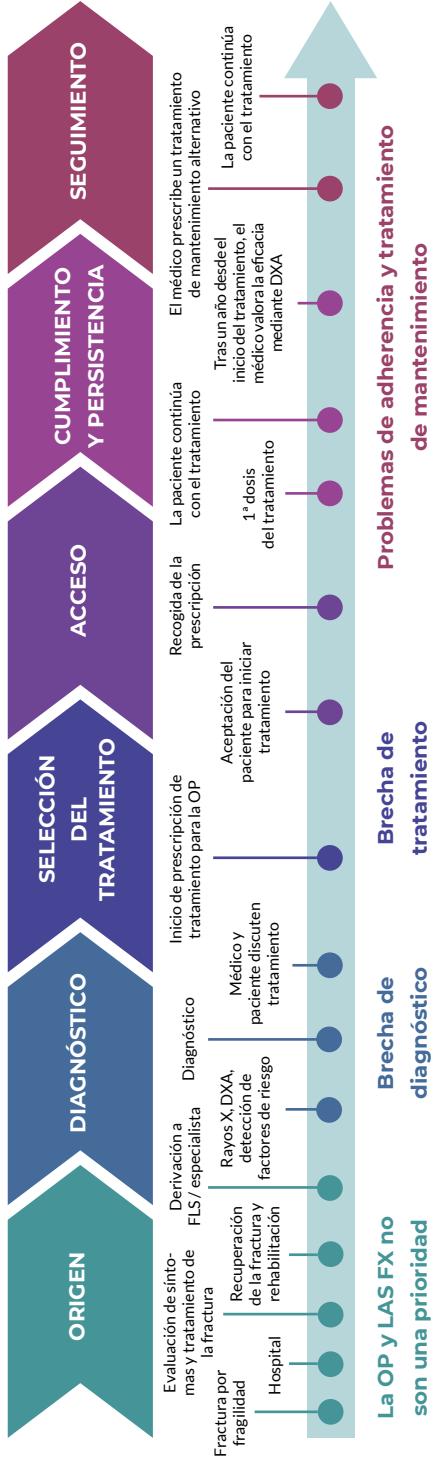 ORIGEN
DIAGNÓSTICO
SELECCIÓN
DEL
TRATAMIENTO
ACCESO
CUMPLIMIENTO
Y PERSISTENCIA
SEGUIMIENTO
Fractura por
fragilidad
Hospital
Evaluación de sínto-
mas y tratamiento de
la fractura
Recuperación
de la fractura y
rehabilitación
Derivación a
FLS / especialista
Rayos X, DXA,
detección de
factores de riesgo
Diagnóstico
Médico y
paciente discuten
tratamiento
Inicio de prescripción de
tratamiento para la OP
Aceptación del
paciente para iniciar
tratamiento
Recogida de la
prescripción
1ª dosis
del tratamiento
La paciente continúa
con el tratamiento
Tras un año desde el
inicio del tratamiento, el
médico valora la eficacia
mediante DXA
El médico prescribe un tratamiento
de mantenimiento alternativo
La paciente continúa
con el tratamiento
La OP y LAS FX no
son una prioridad
Brecha de
diagnóstico
Brecha de
tratamiento
Problemas de adherencia y tratamiento
de mantenimiento